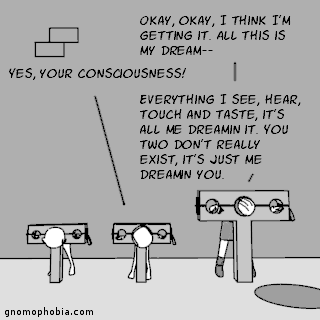 OKAY, OKAY, I THINK I'M
GETTING IT. ALL THIS IS
MY DREAM--
YES, YOUR CONSCIOUSNESS!
EVERYTHING I SEE, HEAR,
TOUCH AND TASTE, IT'S
ALL ME DREAMIN IT. YOU
TWO DON'T REALLY
EXIST, IT'S JUST ME
DREAMIN YOU.
gnomophobia.com